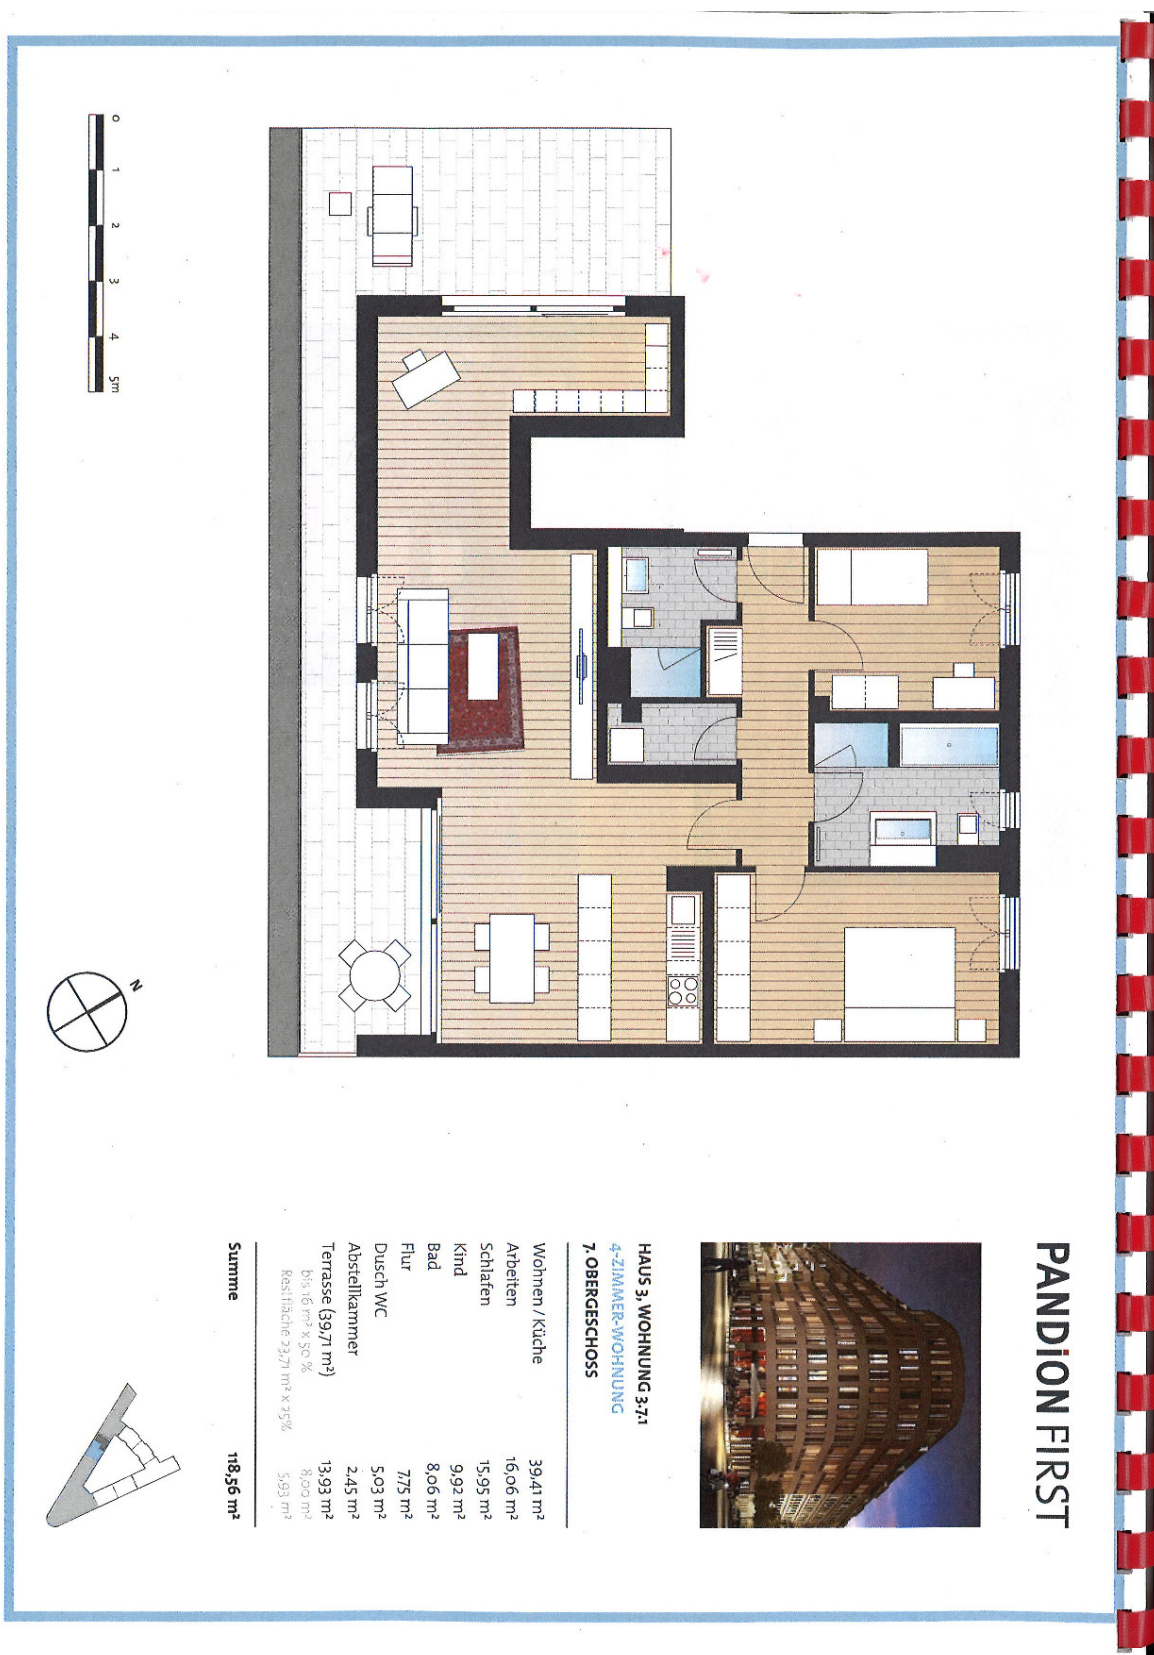 PANDION FIRST
HAUS 3, WOHNUNG 3.7.1
4-ZIMMER-WOHNUNG
7. OBERGESCHOSS
Wohnen / Küche 39,41 m²
Arbeiten 16,06 m²
Schlafen 15,95 m²
Kind 9,92 m²
Bad 8,06 m²
Flur 7,75 m²
Dusch WC 5,03 m²
Abstellkammer 2,45 m²
Terrasse (39,71 m²) 13,93 m²
bis 16 m² x 50 % 8,00 m²
Restfläche 23,71 m² x 25% 5,93 m²
Summe 118,56 m²
0 1 2 3 4 5m
N